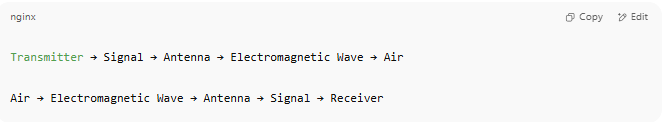 nginx
Copy
Edit
Transmitter → Signal → Antenna → Electromagnetic Wave → Air
Air → Electromagnetic Wave → Antenna → Signal → Receiver